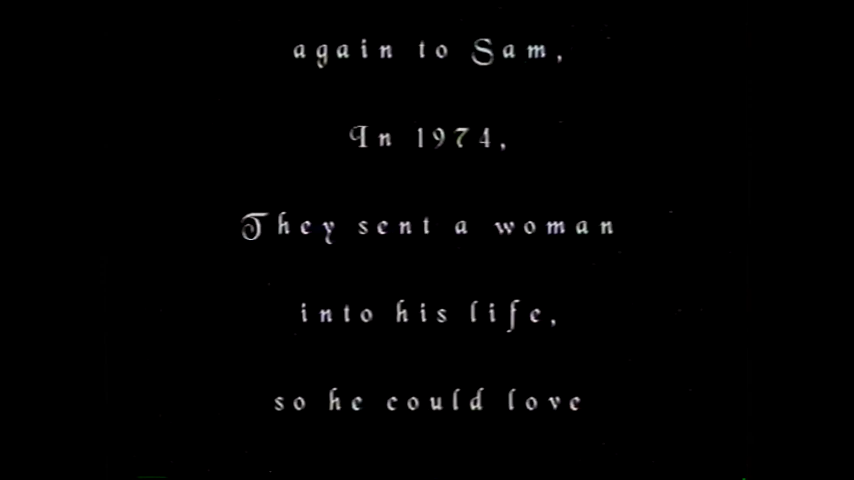 again to Sam,
In 1974,
They sent a woman
into his life,
so he could love